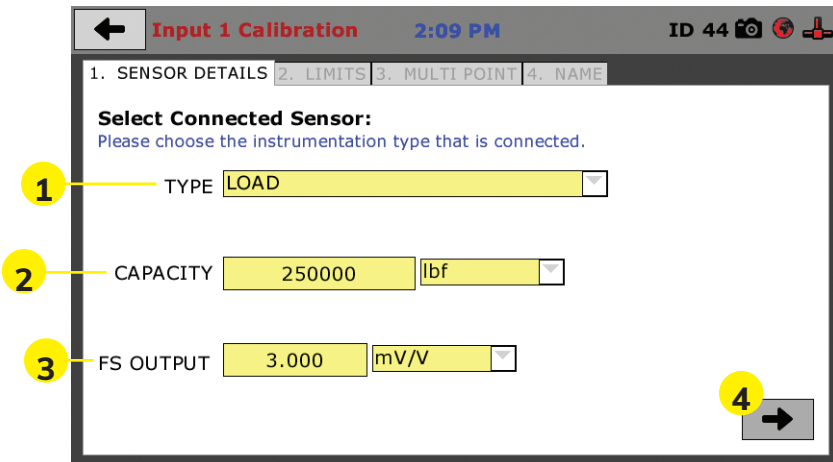 Input 1 Calibration 2:09 PM ID 44
1. SENSOR DETAILS 2. LIMITS 3. MULTI POINT 4. NAME
Select Connected Sensor:
Please choose the instrumentation type that is connected.
1 TYPE LOAD
2 CAPACITY 250000 lbf
3 FS OUTPUT 3.000 mV/V
4